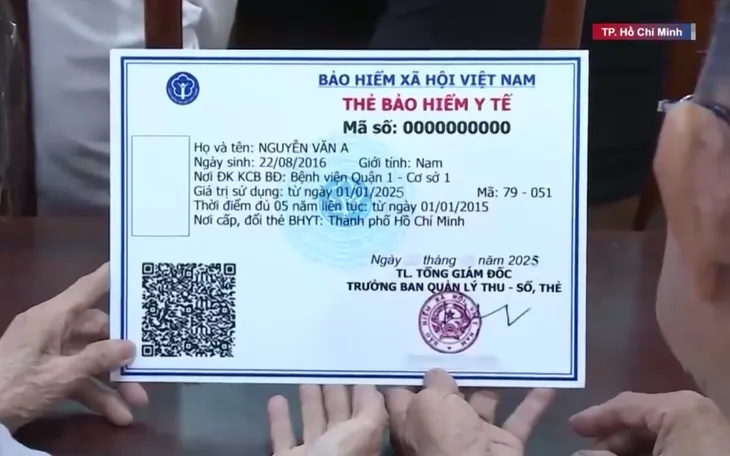 TP. Hồ Chí Minh
BẢO HIỂM XÃ HỘI VIỆT NAM
THẺ BẢO HIỂM Y TẾ
Mã số: 0000000000
Họ và tên: NGUYỄN VĂN A
Ngày sinh: 22/08/2016 Giới tính: Nam
Nơi ĐK KCB BĐ: Bệnh viện Quận 1 - Cơ sở 1
Giá trị sử dụng: từ ngày 01/01/2025 Mã: 79 - 051
Thời điểm đủ 05 năm liên tục: từ ngày 01/01/2015
Nơi cấp, đổi thẻ BHYT: Thành phố Hồ Chí Minh
Ngày tháng năm 2025
TL. TỔNG GIÁM ĐỐC
TRƯỞNG BAN QUẢN LÝ THU - SỔ, THẺ